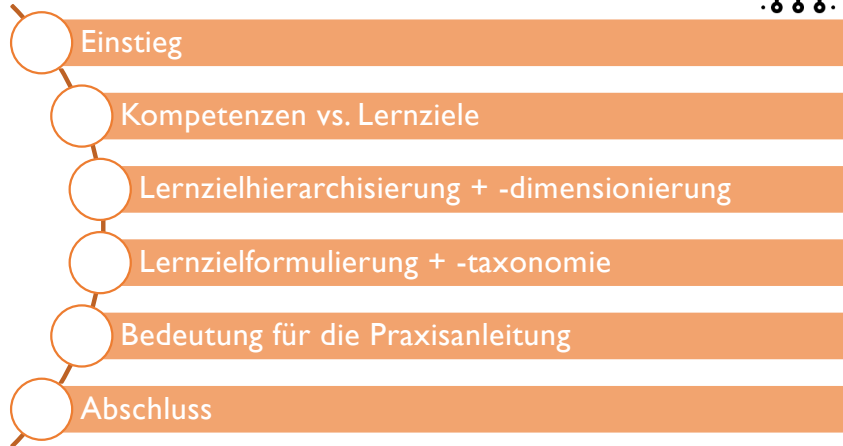 Einstieg
Kompetenzen vs. Lernziele
Lernzielhierarchisierung + -dimensionierung
Lernzielformulierung + -taxonomie
Bedeutung für die Praxisanleitung
Abschluss